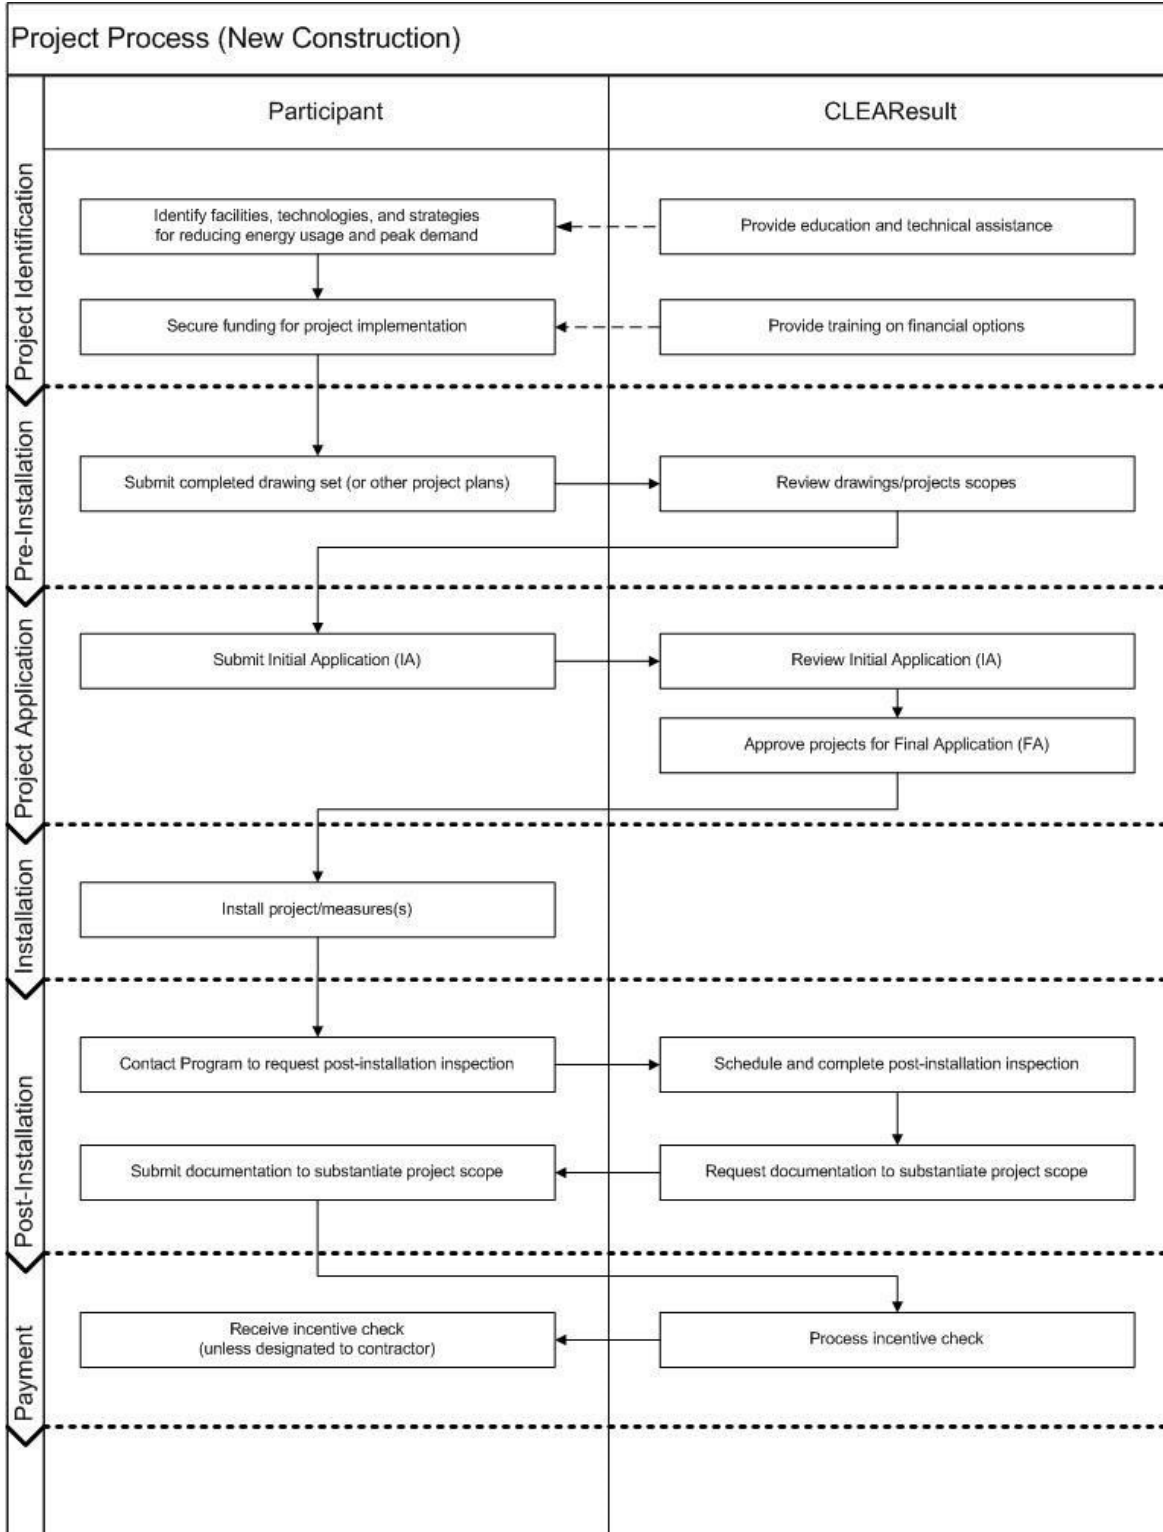 Project Process (New Construction)
Participant
CLEAResult
Project Identification
Identify facilities, technologies, and strategies
for reducing energy usage and peak demand
Provide education and technical assistance
Secure funding for project implementation
Provide training on financial options
Pre-Installation
Submit completed drawing set (or other project plans)
Review drawings/projects scopes
Project Application
Submit Initial Application (IA)
Review Initial Application (IA)
Approve projects for Final Application (FA)
Installation
Install project/measures(s)
Post-Installation
Contact Program to request post-installation inspection
Schedule and complete post-installation inspection
Submit documentation to substantiate project scope
Request documentation to substantiate project scope
Payment
Receive incentive check
(unless designated to contractor)
Process incentive check